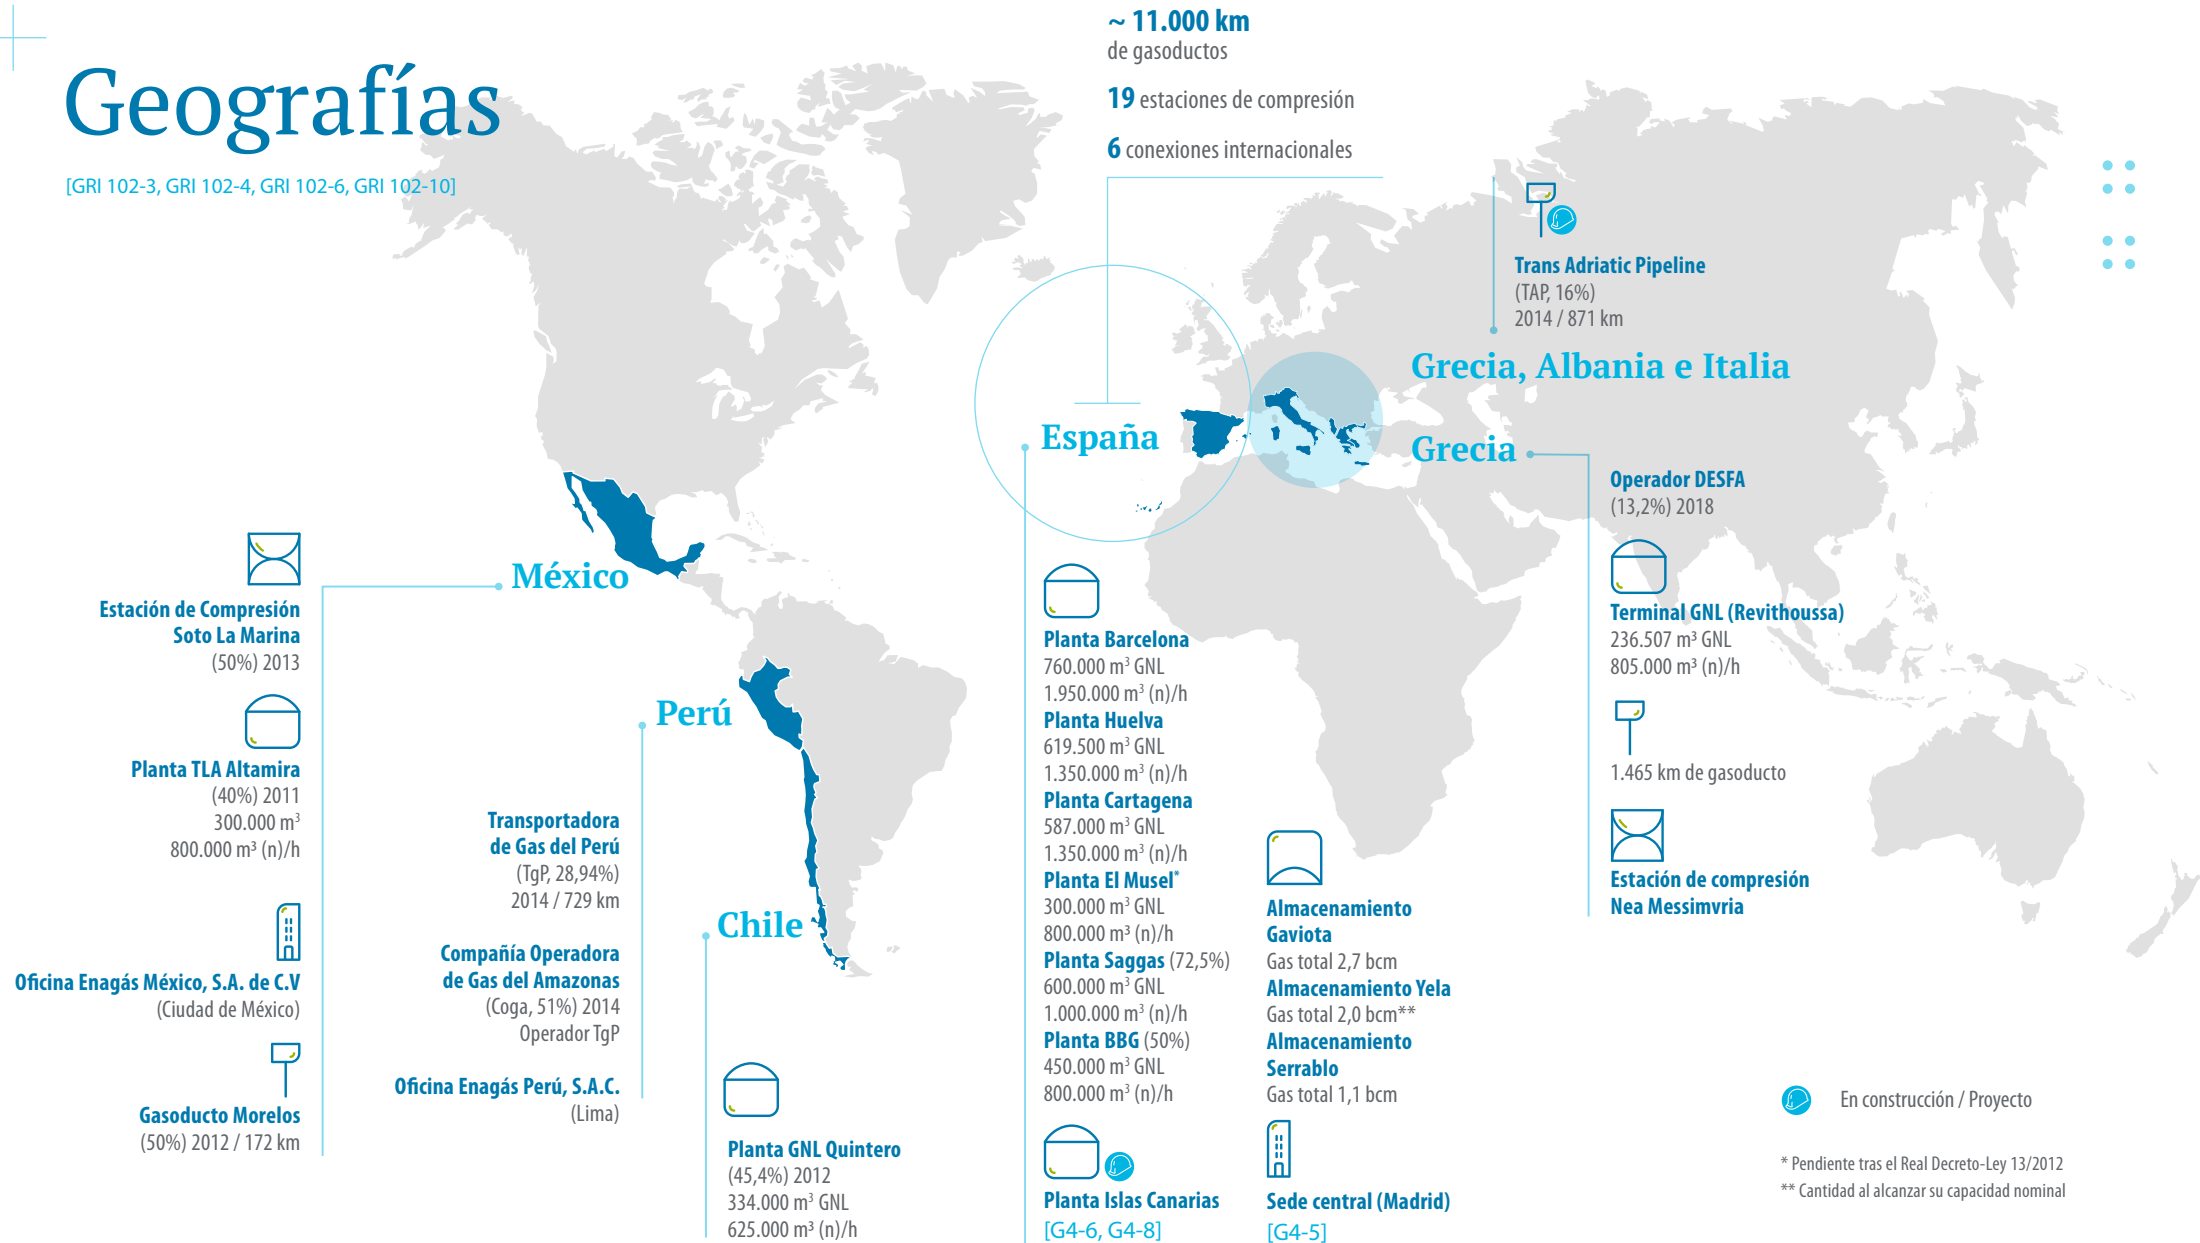 Geografías
[GRI 102-3, GRI 102-4, GRI 102-6, GRI 102-10]
~ 11.000 km
de gasoductos
19 estaciones de compresión
6 conexiones internacionales
Trans Adriatic Pipeline
(TAP, 16%)
2014 / 871 km
Grecia, Albania e Italia
España
Grecia
Operador DESFA
(13,2%) 2018
Terminal GNL (Revithoussa)
236.507 m³ GNL
805.000 m³ (n)/h
1.465 km de gasoducto
Estación de compresión
Nea Messimvria
México
Estación de Compresión
Soto La Marina
(50%) 2013
Planta TLA Altamira
(40%) 2011
300.000 m³
800.000 m³ (n)/h
Oficina Enagás México, S.A. de C.V
(Ciudad de México)
Gasoducto Morelos
(50%) 2012 / 172 km
Perú
Transportadora
de Gas del Perú
(TgP, 28,94%)
2014 / 729 km
Compañía Operadora
de Gas del Amazonas
(Coga, 51%) 2014
Operador TgP
Oficina Enagás Perú, S.A.C.
(Lima)
Chile
Planta GNL Quintero
(45,4%) 2012
334.000 m³ GNL
625.000 m³ (n)/h
Planta Barcelona
760.000 m³ GNL
1.950.000 m³ (n)/h
Planta Huelva
619.500 m³ GNL
1.350.000 m³ (n)/h
Planta Cartagena
587.000 m³ GNL
1.350.000 m³ (n)/h
Planta El Musel*
300.000 m³ GNL
800.000 m³ (n)/h
Planta Saggas (72,5%)
600.000 m³ GNL
1.000.000 m³ (n)/h
Planta BBG (50%)
450.000 m³ GNL
800.000 m³ (n)/h
Planta Islas Canarias
[G4-6, G4-8]
Almacenamiento
Gaviota
Gas total 2,7 bcm
Almacenamiento Yela
Gas total 2,0 bcm**
Almacenamiento
Serrablo
Gas total 1,1 bcm
Sede central (Madrid)
[G4-5]
En construcción / Proyecto
* Pendiente tras el Real Decreto-Ley 13/2012
** Cantidad al alcanzar su capacidad nominal